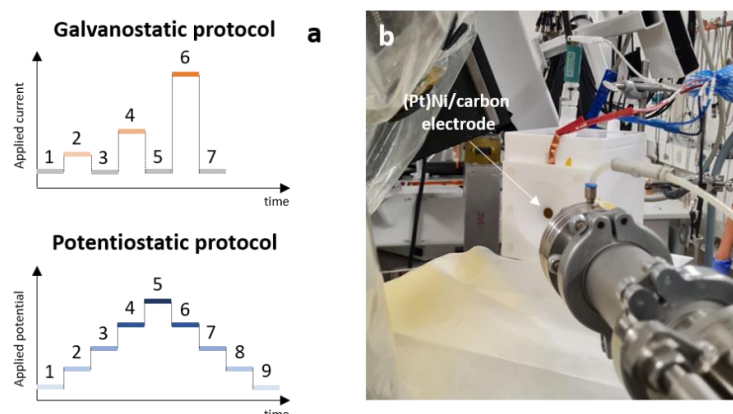 Galvanostatic protocol
a
Applied current
1
2
3
4
5
6
7
time
Potentiostatic protocol
Applied potential
1
2
3
4
5
6
7
8
9
time
b
(Pt)Ni/carbon
electrode